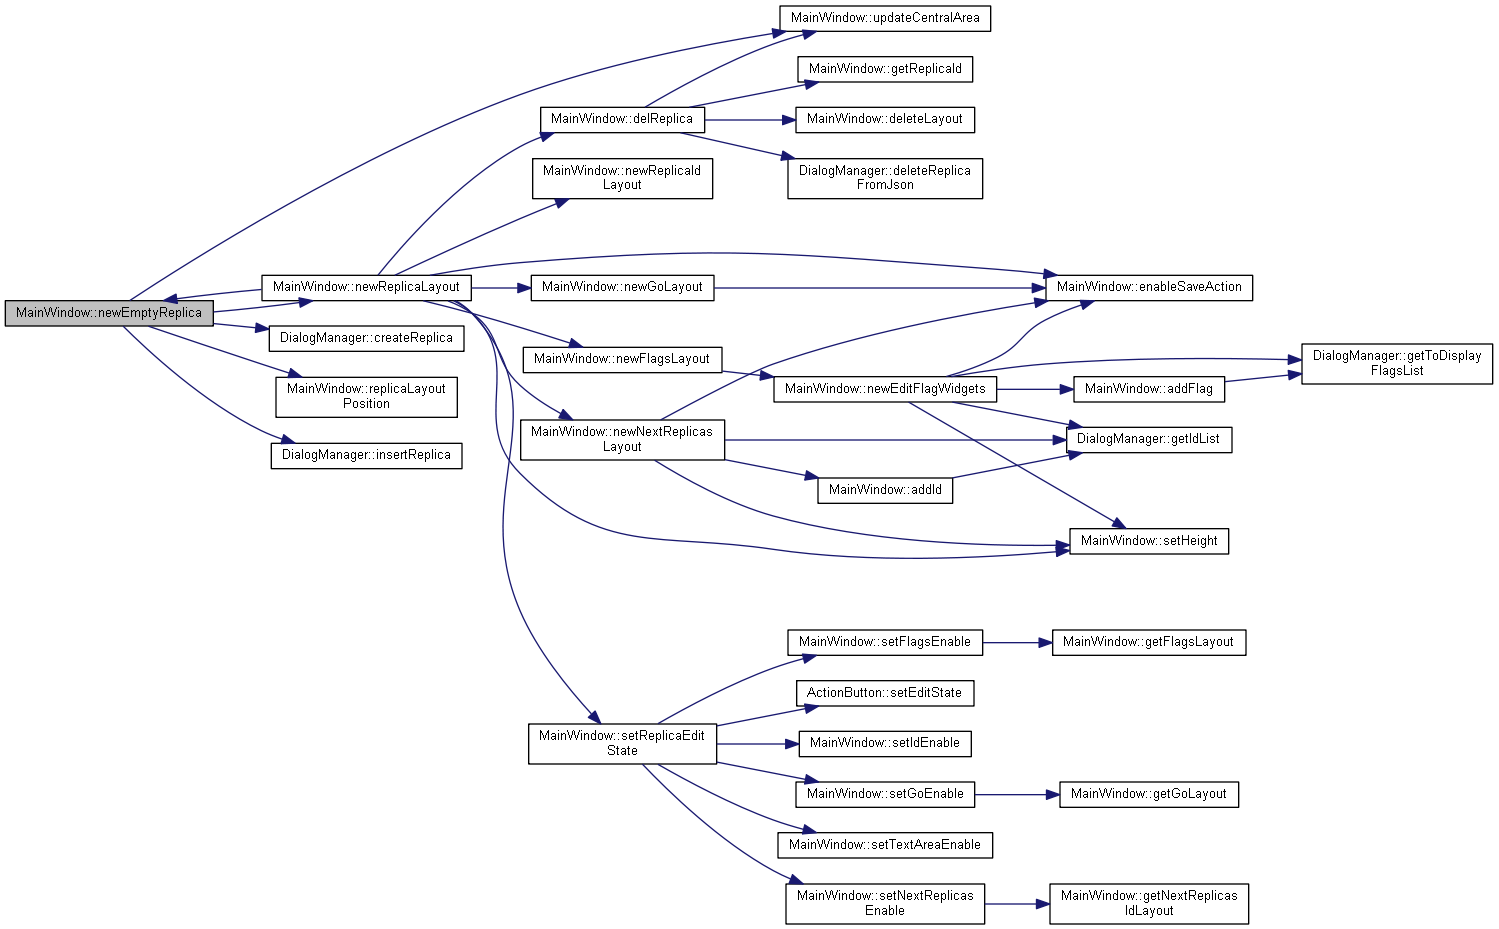 MainWindow::updateCentralArea
MainWindow::getReplicaId
MainWindow::delReplica
MainWindow::deleteLayout
MainWindow::newReplicaId
Layout
DialogManager::deleteReplica
FromJson
MainWindow::newReplicaLayout
MainWindow::newGoLayout
MainWindow::enableSaveAction
MainWindow::newEmptyReplica
DialogManager::createReplica
MainWindow::newFlagsLayout
DialogManager::getToDisplay
FlagsList
MainWindow::replicaLayout
Position
MainWindow::newEditFlagWidgets
MainWindow::addFlag
MainWindow::newNextReplicas
Layout
DialogManager::getIdList
DialogManager::insertReplica
MainWindow::addId
MainWindow::setHeight
MainWindow::setFlagsEnable
MainWindow::getFlagsLayout
ActionButton::setEditState
MainWindow::setReplicaEdit
State
MainWindow::setIdEnable
MainWindow::setGoEnable
MainWindow::getGoLayout
MainWindow::setTextAreaEnable
MainWindow::setNextReplicas
Enable
MainWindow::getNextReplicas
IdLayout